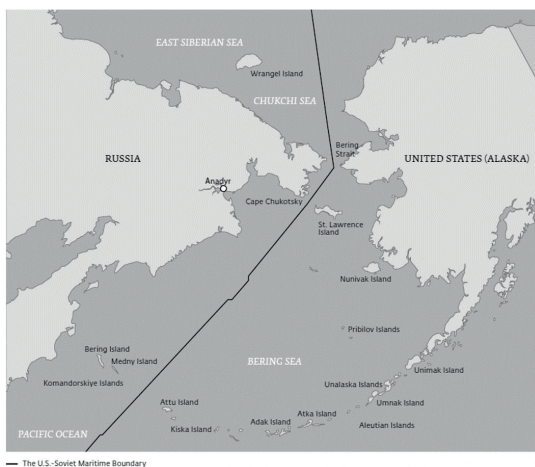 EAST SIBERIAN SEA
Wrangel Island
CHUKCHI SEA
Bering
Strait
RUSSIA
UNITED STATES (ALASKA)
Anadyr
Cape Chukotsky
St. Lawrence
Island
Nunivak Island
Pribilov Islands
Bering Island
Medny Island
BERING SEA
Unimak Island
Komandorskiye Islands
Unalaska Islands
Attu Island
Umnak Island
Atka Island
Adak Island
Aleutian Islands
Kiska Island
PACIFIC OCEAN
The U.S.-Soviet Maritime Boundary